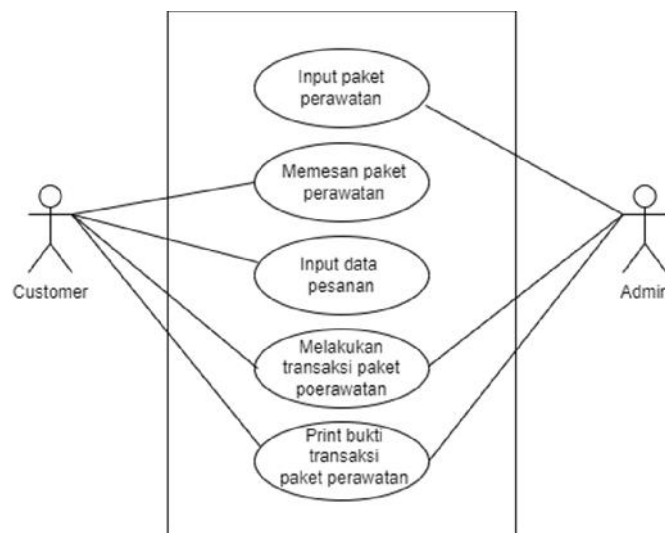 Input paket
perawatan
Memesan paket
perawatan
Input data
pesanan
Customer
Admin
Melakukan
transaksi paket
poerawatan
Print bukti
transaksi
paket perawatan